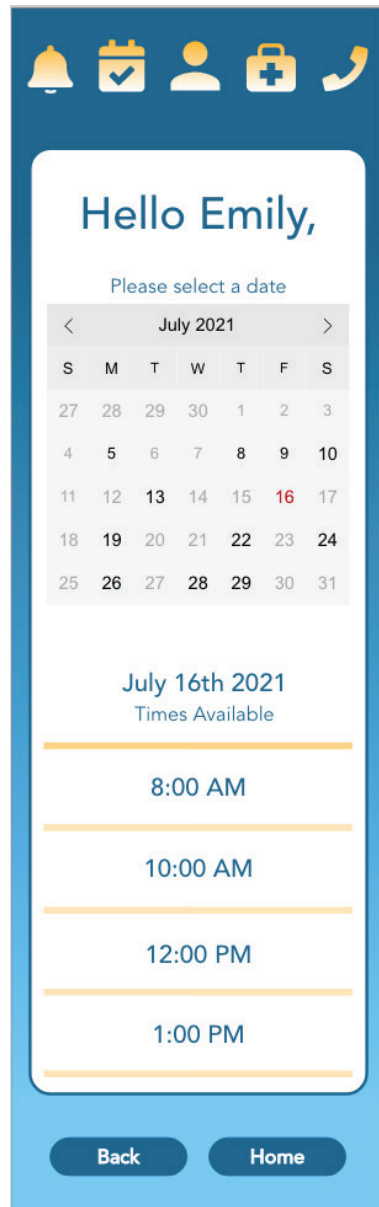 Hello Emily,
Please select a date
< July 2021 >
S M T W T F S
27 28 29 30 1 2 3
4 5 6 7 8 9 10
11 12 13 14 15 16 17
18 19 20 21 22 23 24
25 26 27 28 29 30 31
July 16th 2021
Times Available
8:00 AM
10:00 AM
12:00 PM
1:00 PM
Back Home